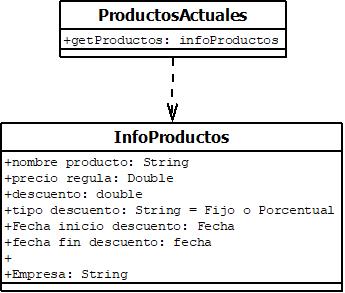 ProductosActuales
+getProductos: infoProductos
InfoProductos
+nombre producto: String
+precio regula: Double
+descuento: double
+tipo descuento: String = Fijo o Porcentual
+Fecha inicio descuento: Fecha
+fecha fin descuento: fecha
+
+Empresa: String